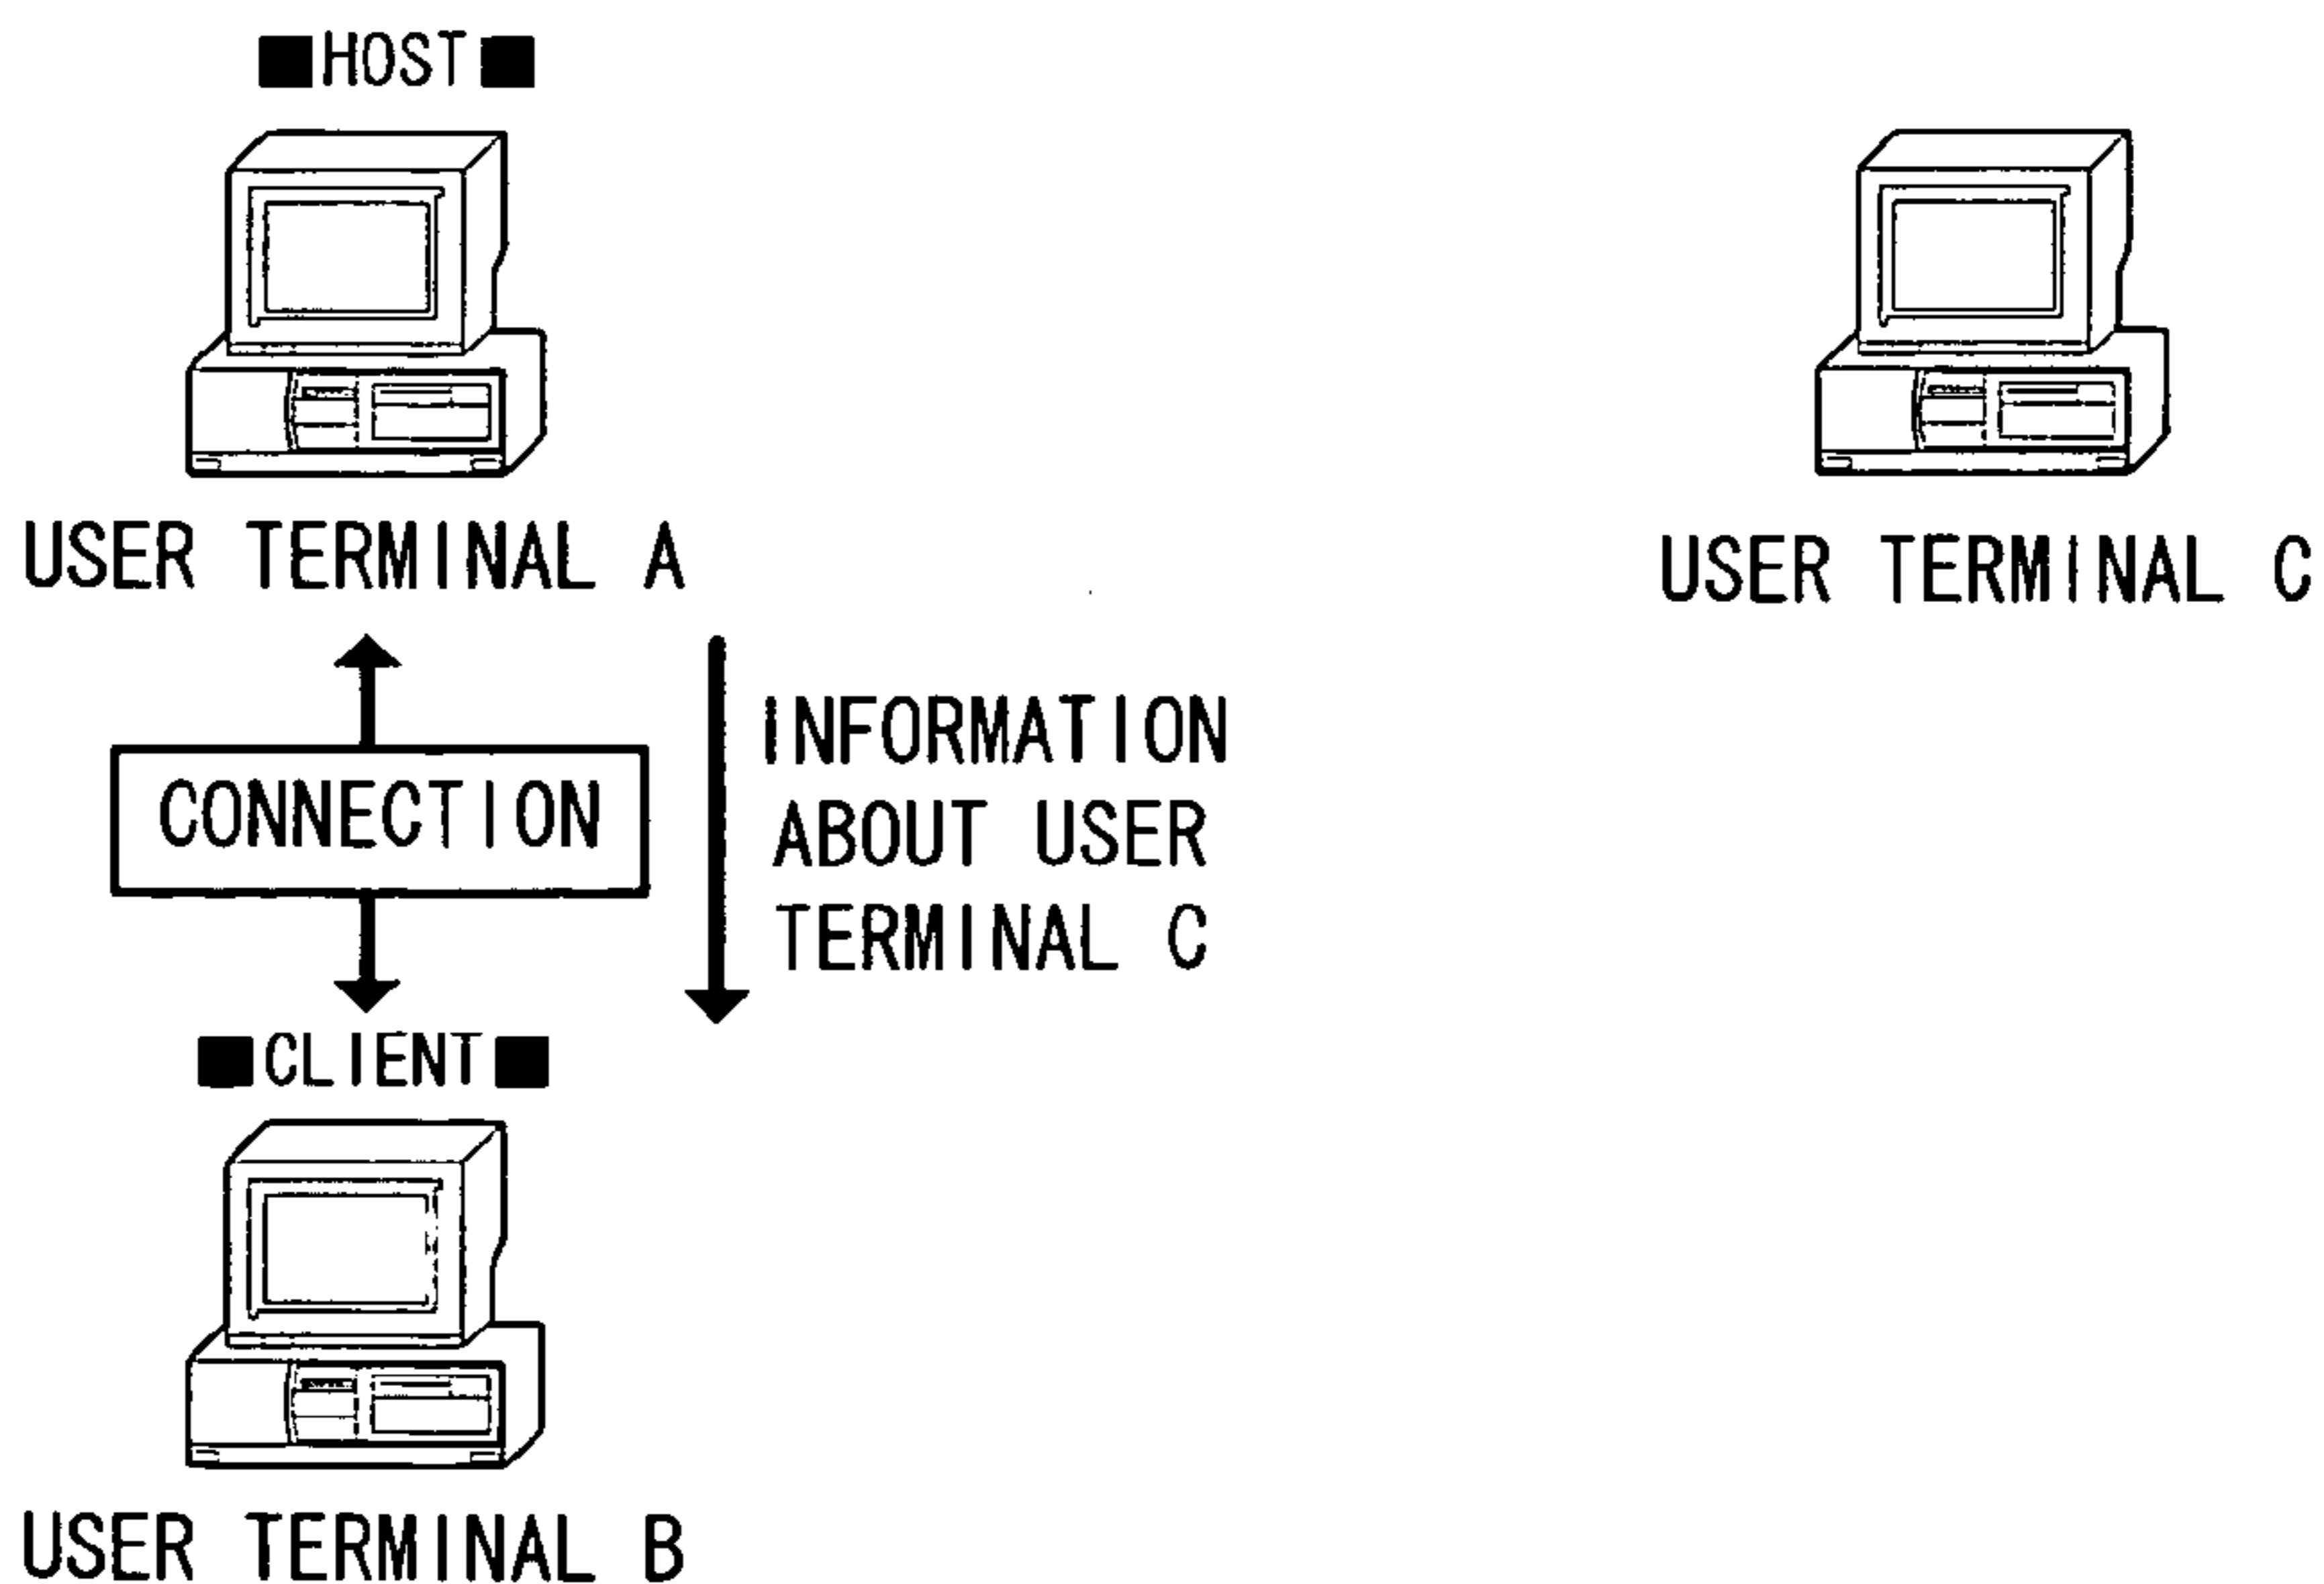 ■HOST■
USER TERMINAL A
USER TERMINAL C
CONNECTION
INFORMATION
ABOUT USER
TERMINAL C
■CLIENT■
USER TERMINAL B